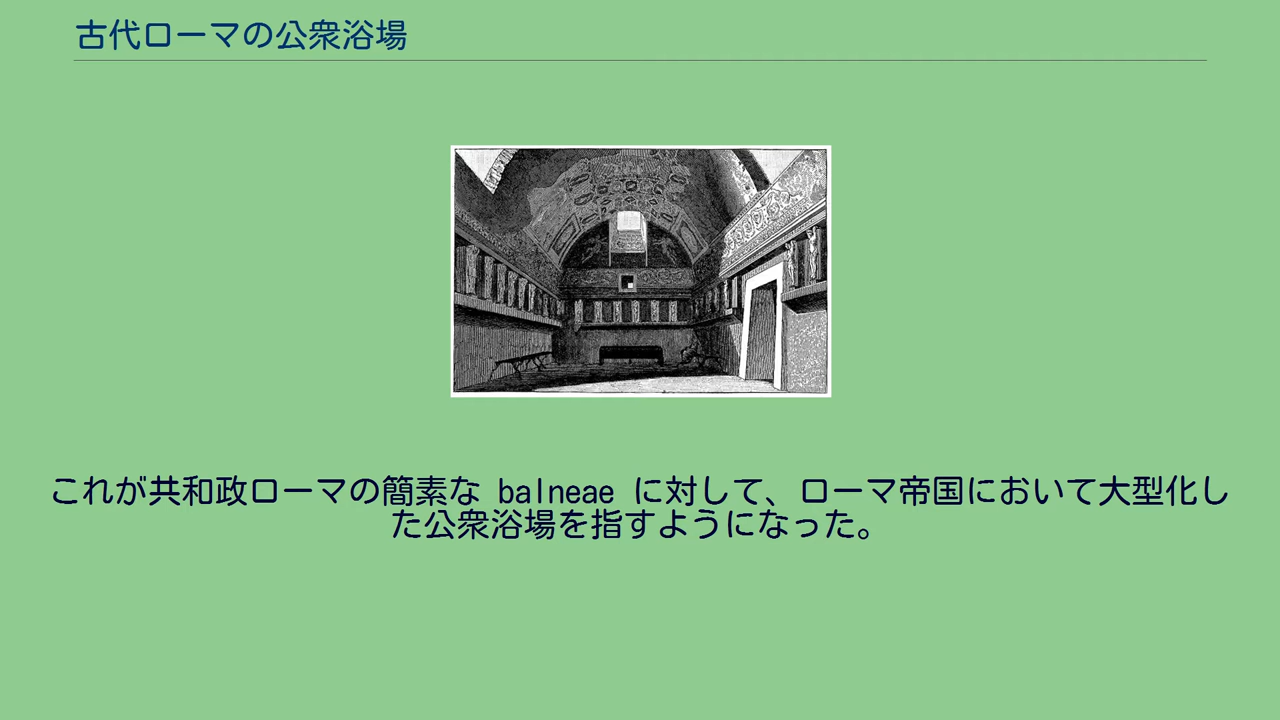 古代ローマの公衆浴場
これが共和政ローマの簡素な balneae に対して、ローマ帝国において大型化し
た公衆浴場を指すようになった。